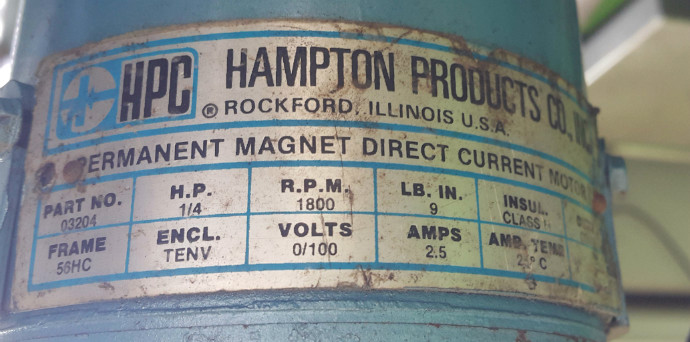 HPC HAMPTON PRODUCTS CO., INC.
® ROCKFORD, ILLINOIS U.S.A.
PERMANENT MAGNET DIRECT CURRENT MOTOR
PART NO. H.P. R.P.M. LB. IN. INSUL.
03204 1/4 1800 9 CLASS
FRAME ENCL. VOLTS AMPS AMB. TEMP.
56HC TENV 0/100 2.5 °C